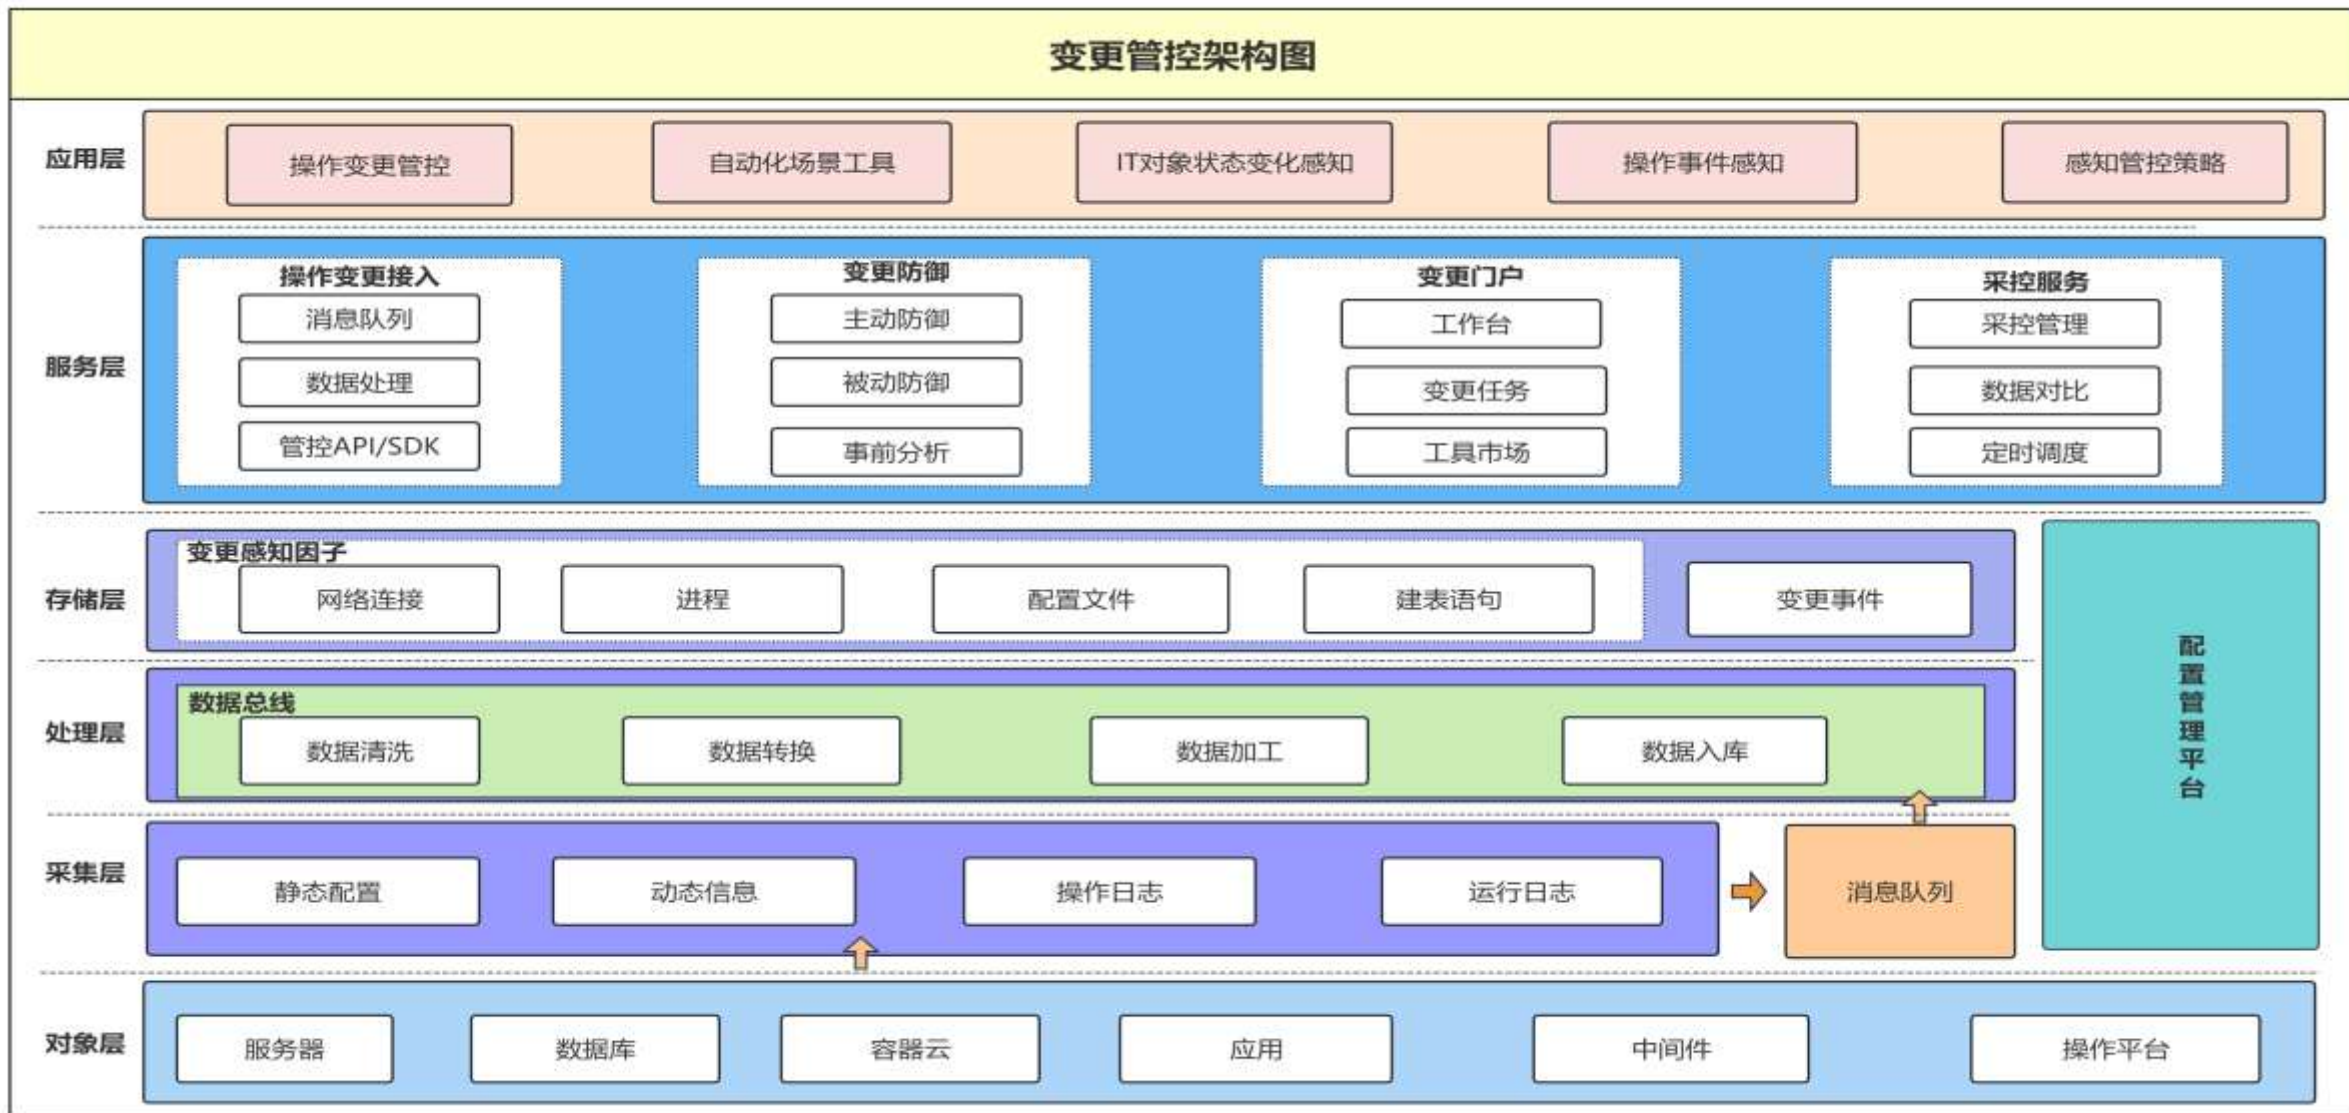 变更管控架构图
应用层
操作变更管控
自动化场景工具
IT对象状态变化感知
操作事件感知
感知管控策略
服务层
操作变更接入
消息队列
数据处理
管控API/SDK
变更防御
主动防御
被动防御
事前分析
变更门户
工作台
变更任务
工具市场
采控服务
采控管理
数据对比
定时调度
存储层
变更感知因子
网络连接
进程
配置文件
建表语句
变更事件
处理层
数据总线
数据清洗
数据转换
数据加工
数据入库
采集层
静态配置
动态信息
操作日志
运行日志
消息队列
配置管理平台
对象层
服务器
数据库
容器云
应用
中间件
操作平台